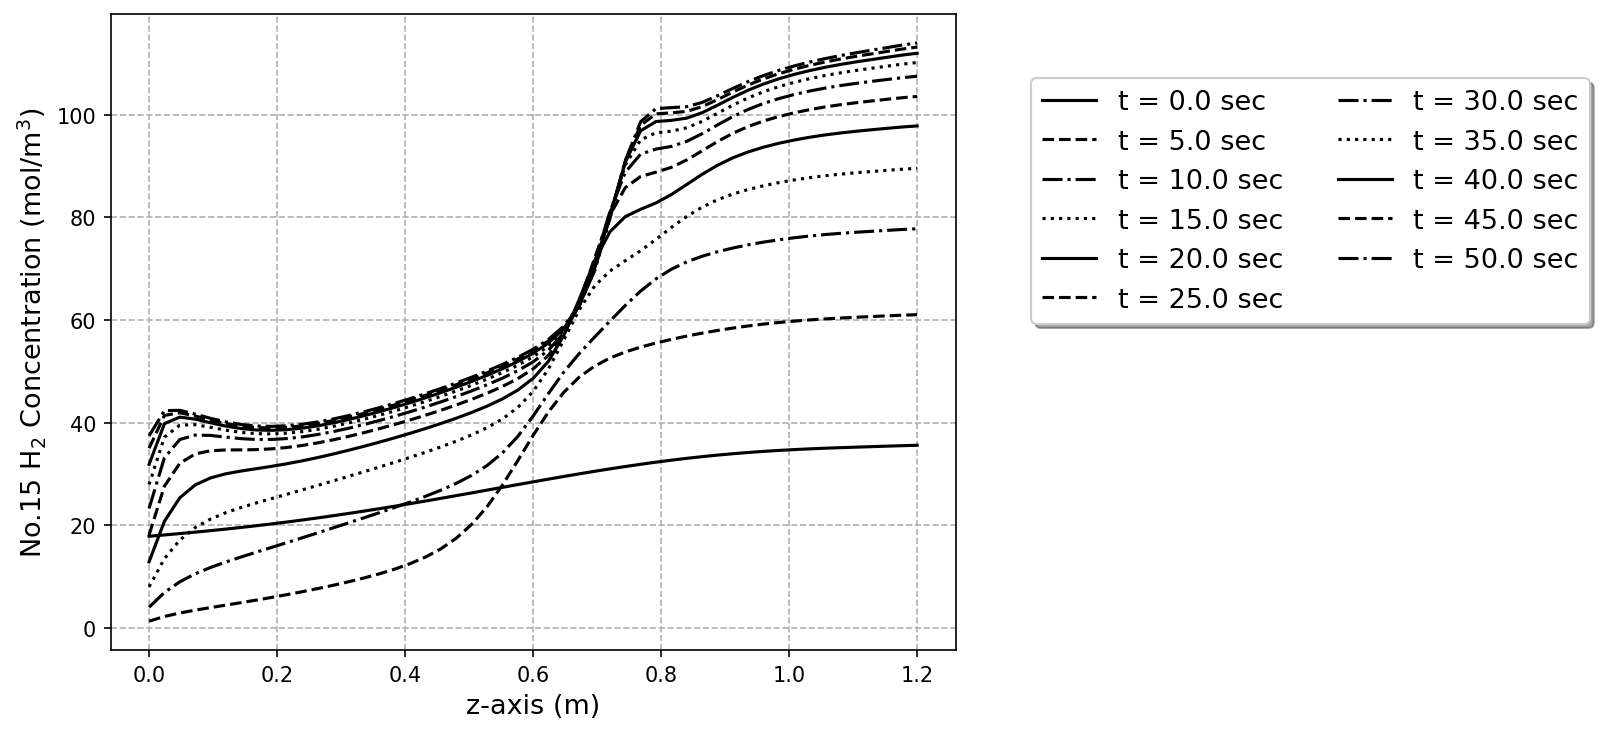 No.15 H₂ Concentration (mol/m³)
100
80
60
40
20
0
0.0 0.2 0.4 0.6 0.8 1.0 1.2
z-axis (m)
t = 0.0 sec
t = 5.0 sec
t = 10.0 sec
t = 15.0 sec
t = 20.0 sec
t = 25.0 sec
t = 30.0 sec
t = 35.0 sec
t = 40.0 sec
t = 45.0 sec
t = 50.0 sec